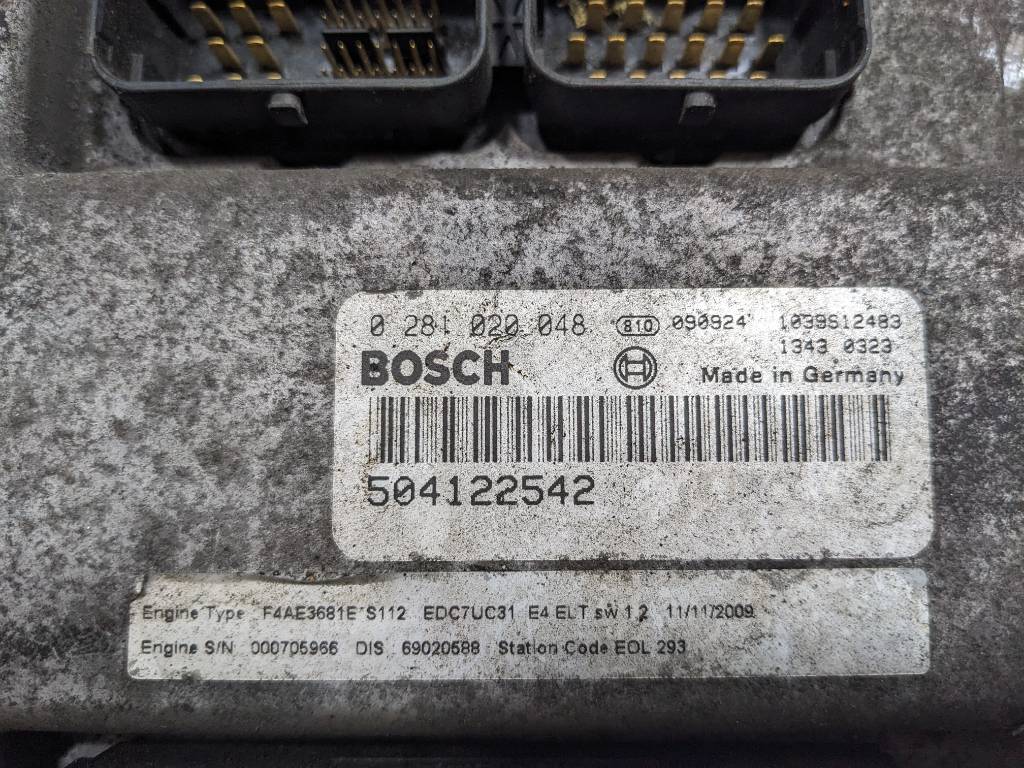 0 281 020 048 810 090924 1039S12483
1343 0323
BOSCH Made in Germany
504122542
Engine Type F4AE3681E*S112 EDC7UC31 E4 ELT sW 1.2 11/11/2009
Engine S/N 000705966 DIS : 69020588 Station Code EOL 293